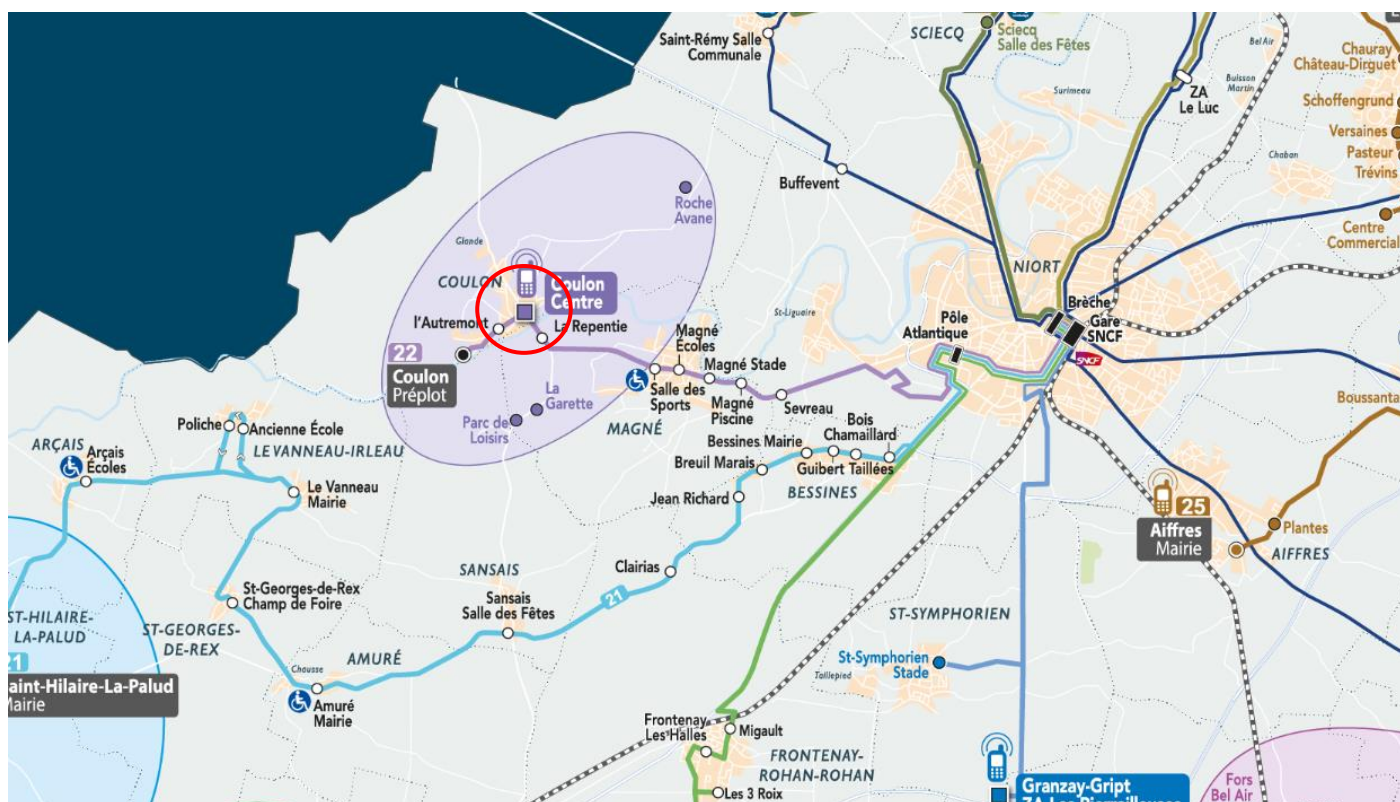 SCIECQ
Sciecq
Salle des Fêtes
Saint-Rémy Salle
Communale
Bel Air
Buisson
Martin
Surimeau
ZA
Le Luc
Chauray
Château-Dirguet
Schoffengrund
Versaines
Pasteur
Trévins
Chaban
Buffevent
Centre
Commercial
Roche
Avane
Glande
COULON
Coulon
Centre
NIORT
Brèche
Gare
SNCF
SNCF
St-Liguaire
Pôle
Atlantique
l'Autremont
La Repentie
22
Coulon
Préplot
Magné
Écoles
Magné Stade
Salle des
Sports
Magné
Piscine
Sevreau
MAGNÉ
La
Garette
Parc de
Loisirs
Boussanta
Poliche
Ancienne École
LE VANNEAU-IRLEAU
ARÇAIS
Arçais
Écoles
Le Vanneau
Mairie
Bois
Chamaillard
Bessines Mairie
Guibert
Taillées
Breuil Marais
BESSINES
Jean Richard
25
Aiffres
Mairie
Plantes
AIFFRES
Clairias
SANSAIS
Sansais
Salle des Fêtes
21
St-Georges-de-Rex
Champ de Foire
ST-GEORGES-
DE-REX
ST-HILAIRE-
LA-PALUD
21
aint-Hilaire-La-Palud
Mairie
AMURÉ
Chausse
Amuré
Mairie
ST-SYMPHORIEN
St-Symphorien
Stade
Taillepied
Frontenay
Les Halles
Migault
FRONTENAY-
ROHAN-ROHAN
Les 3 Roix
Granzay-Gript
Fors
Bel Air